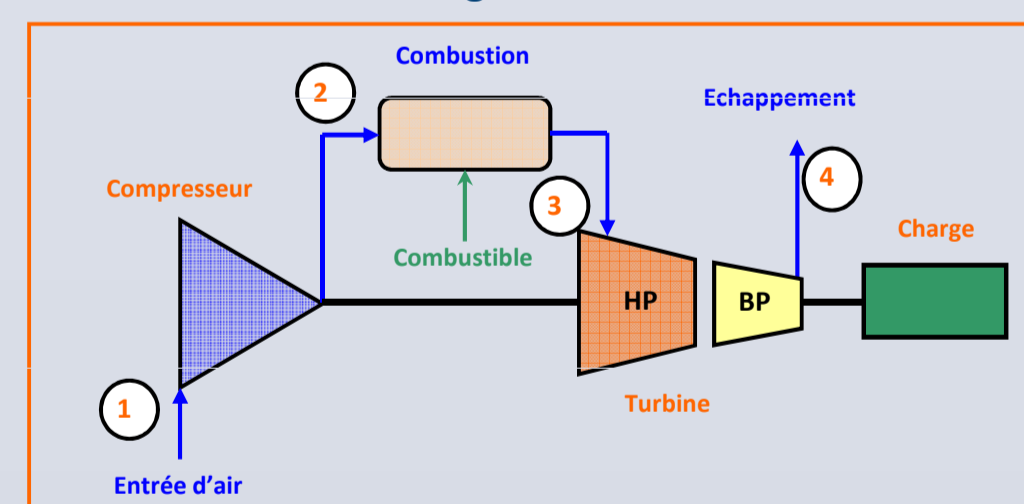 Combustion
2
Echappement
4
Compresseur
3
Charge
Combustible
HP
BP
1
Turbine
Entrée d’air